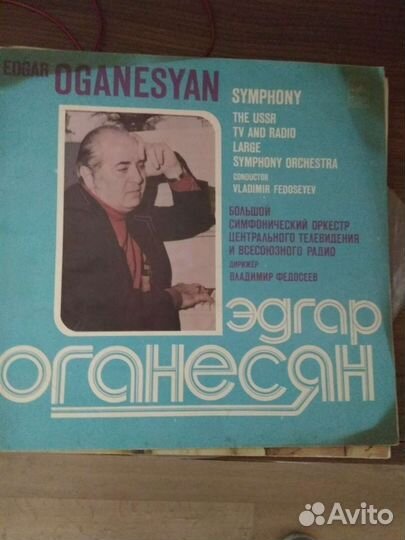 EDGAR OGANESYAN
SYMPHONY
THE USSR
TV AND RADIO
LARGE
SYMPHONY ORCHESTRA
CONDUCTOR
VLADIMIR FEDOSEYEV
БОЛЬШОЙ
СИМФОНИЧЕСКИЙ ОРКЕСТР
ЦЕНТРАЛЬНОГО ТЕЛЕВИДЕНИЯ
И ВСЕСОЮЗНОГО РАДИО
ДИРИЖЁР
ВЛАДИМИР ФЕДОСЕЕВ
эдгар
оганесян
Avito